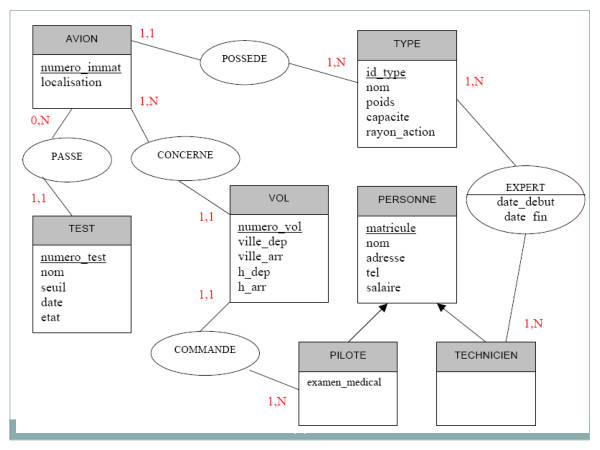 AVION
numero_immat
localisation
1,1
POSSEDE
1,N
TYPE
id_type
nom
poids
capacite
rayon_action
1,N
0,N
1,N
PASSE
CONCERNE
1,1
1,1
TEST
numero_test
nom
seuil
date
etat
VOL
numero_vol
ville_dep
ville_arr
h_dep
h_arr
PERSONNE
matricule
nom
adresse
tel
salaire
EXPERT
date_debut
date_fin
1,1
1,N
COMMANDE
1,N
PILOTE
examen_medical
TECHNICIEN